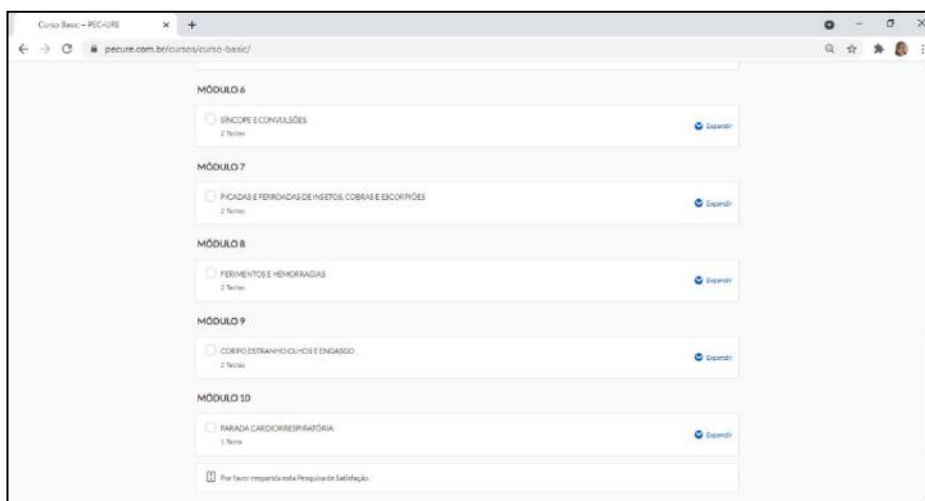 Curso Basic – PEC-URE
pecure.com.br/cursos/curso-basic/
MÓDULO 6
SÍNCOPE E CONVULSÕES
Expandir
2 Testes
MÓDULO 7
PICADAS E FERROADAS DE INSETOS, COBRAS E ESCORPIÕES
Expandir
2 Testes
MÓDULO 8
FERIMENTOS E HEMORRAGIAS
Expandir
2 Testes
MÓDULO 9
CORPO ESTRANHO OLHOS E ENGASGO
Expandir
2 Testes
MÓDULO 10
PARADA CARDIORRESPIRATÓRIA
Expandir
1 Teste
Por favor responda esta Pesquisa de Satisfação.